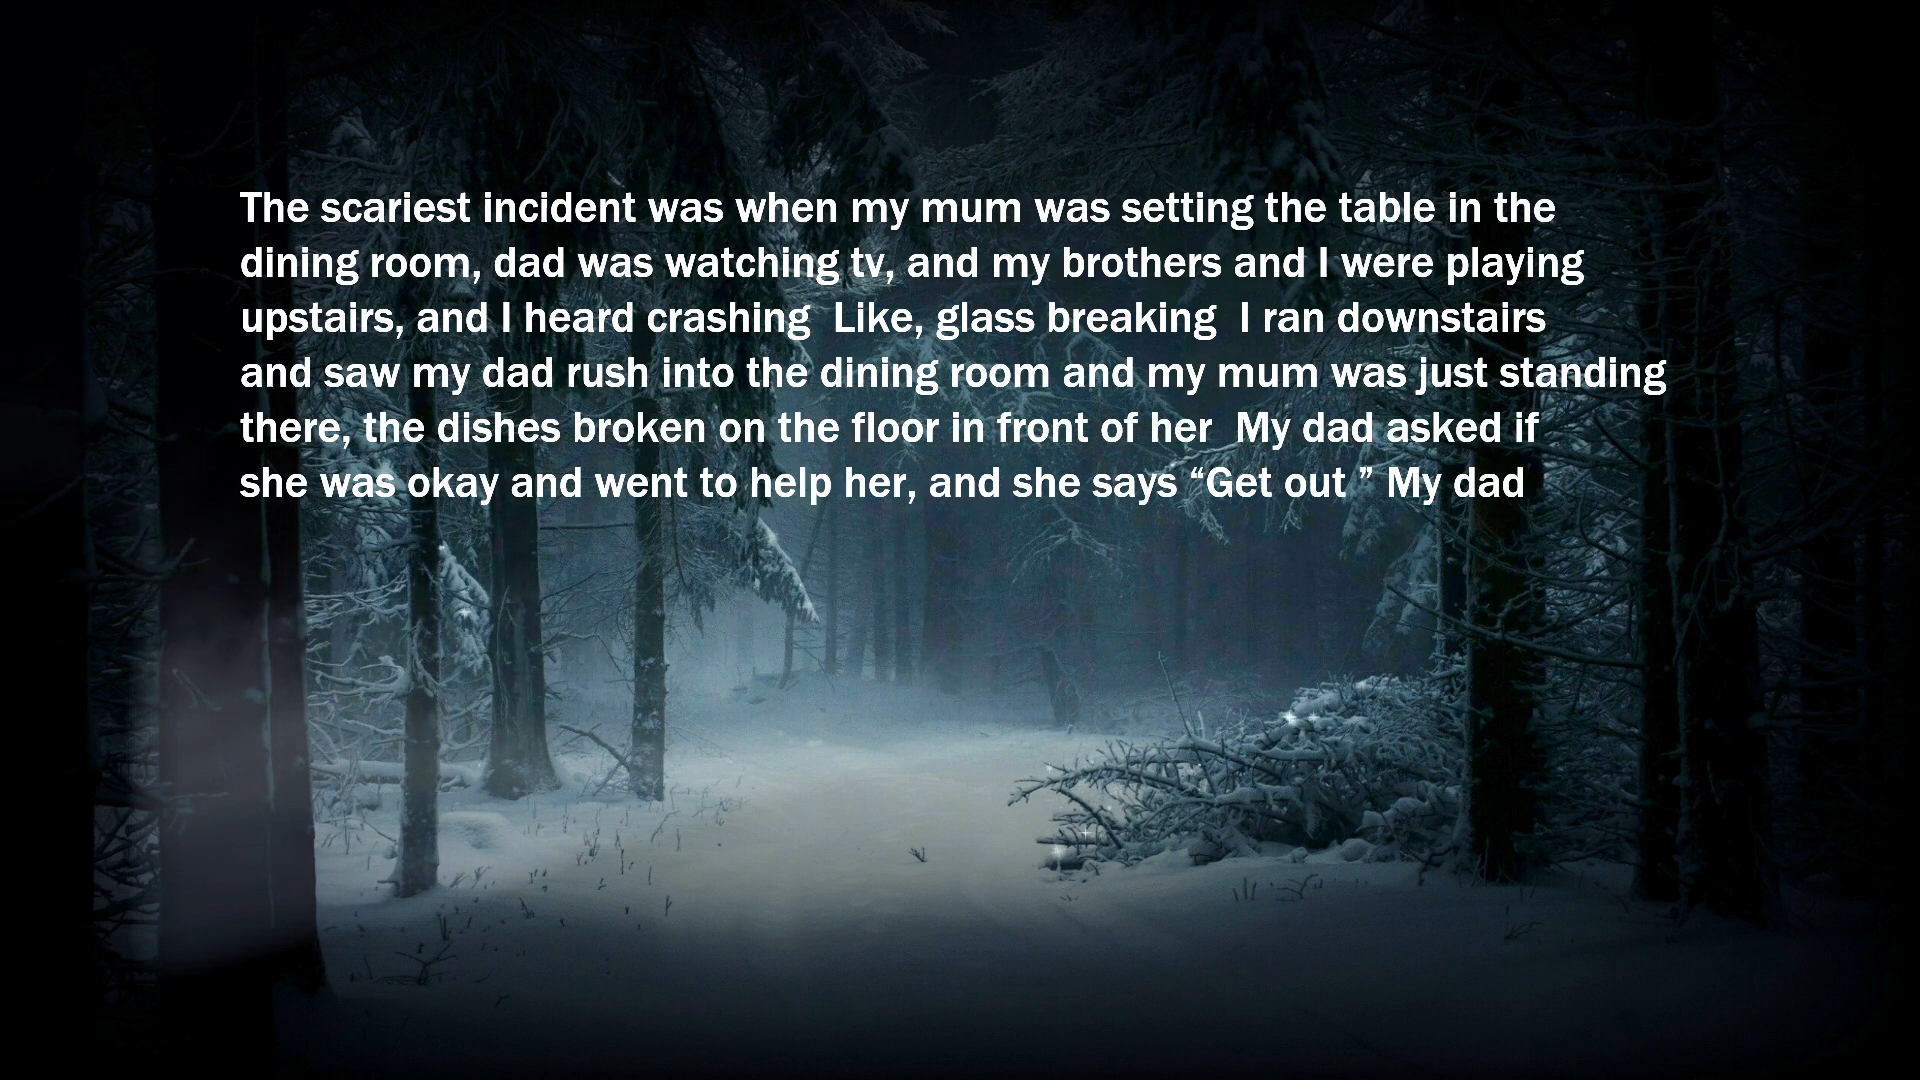 The scariest incident was when my mum was setting the table in the
dining room, dad was watching tv, and my brothers and I were playing
upstairs, and I heard crashing  Like, glass breaking  I ran downstairs
and saw my dad rush into the dining room and my mum was just standing
there, the dishes broken on the floor in front of her  My dad asked if
she was okay and went to help her, and she says “Get out ” My dad